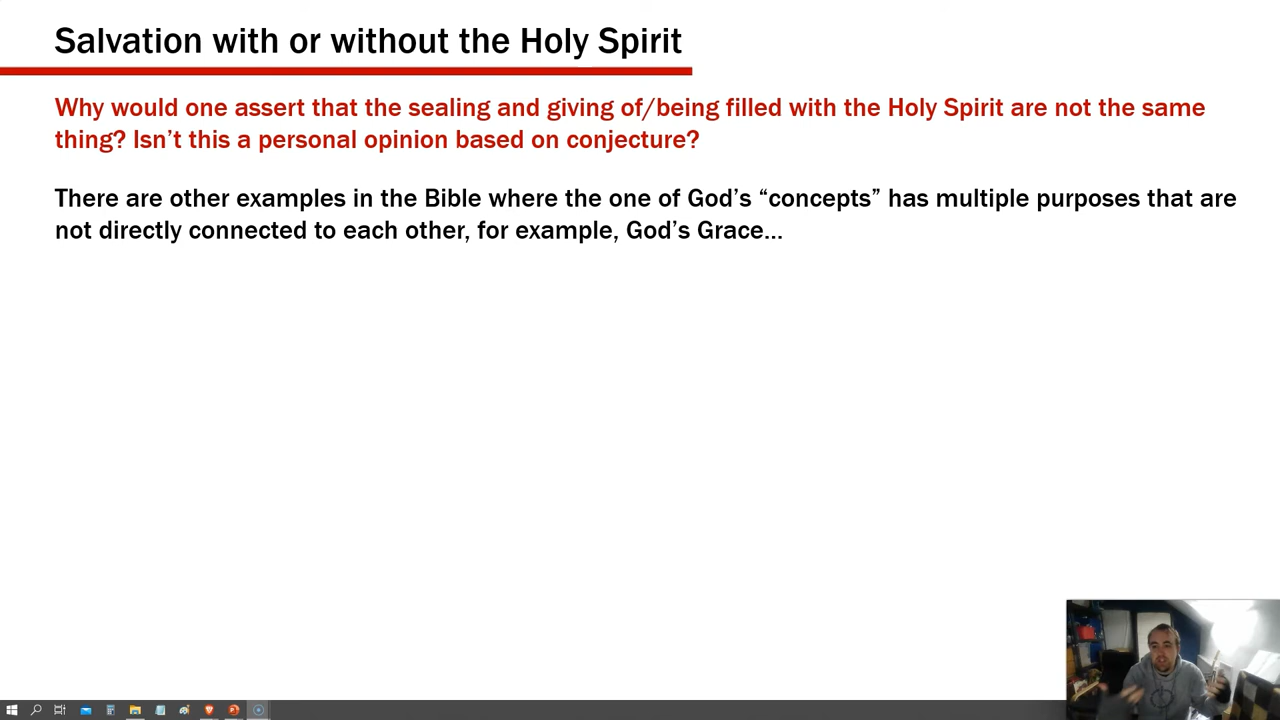 Salvation with or without the Holy Spirit
Why would one assert that the sealing and giving of/being filled with the Holy Spirit are not the same
thing? Isn’t this a personal opinion based on conjecture?
There are other examples in the Bible where the one of God’s “concepts” has multiple purposes that are
not directly connected to each other, for example, God’s Grace...